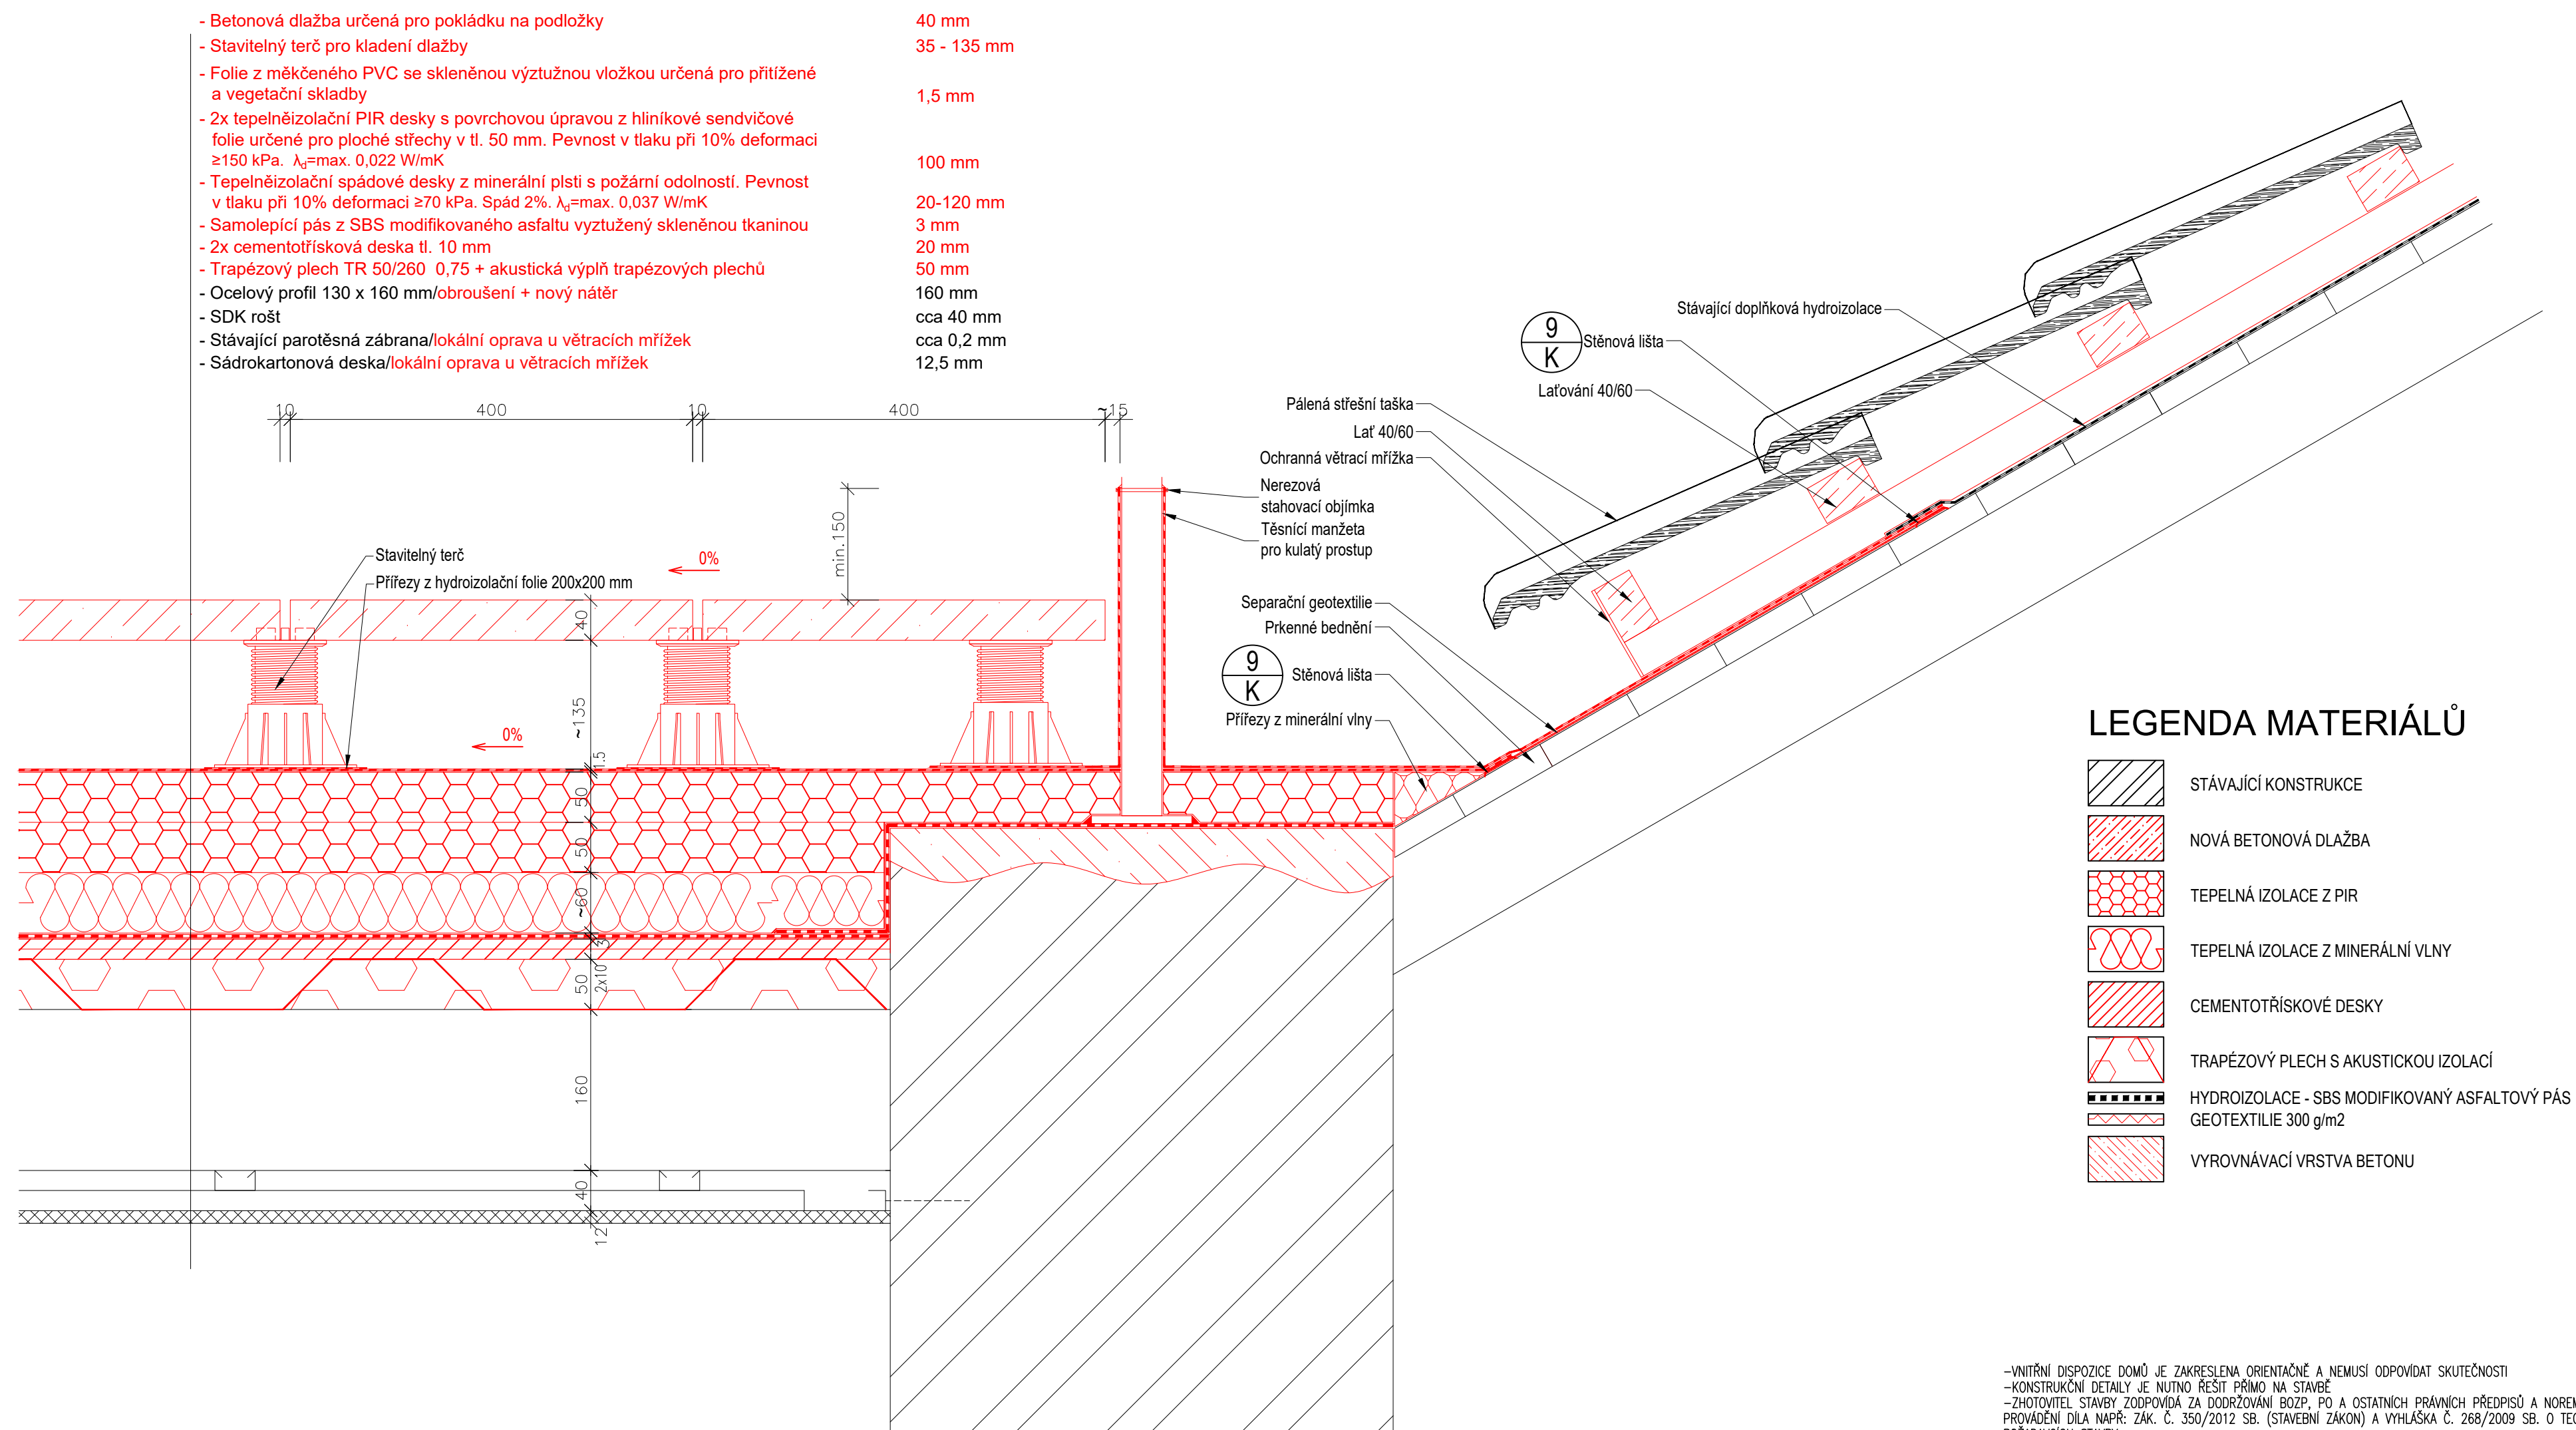 - Betonová dlažba určená pro pokládku na podložky 40 mm
- Stavitelný terč pro kladení dlažby 35 - 135 mm
- Folie z měkčeného PVC se skleněnou výztužnou vložkou určená pro přitížené
a vegetační skladby 1,5 mm
- 2x tepelněizolační PIR desky s povrchovou úpravou z hliníkové sendvičové
folie určené pro ploché střechy v tl. 50 mm. Pevnost v tlaku při 10% deformaci
≥150 kPa. λd=max. 0,022 W/mK 100 mm
- Tepelněizolační spádové desky z minerální plsti s požární odolností. Pevnost
v tlaku při 10% deformaci ≥70 kPa. Spád 2%. λd=max. 0,037 W/mK 20-120 mm
- Samolepící pás z SBS modifikovaného asfaltu vyztužený skleněnou tkaninou 3 mm
- 2x cementotřísková deska tl. 10 mm 20 mm
- Trapézový plech TR 50/260 0,75 + akustická výplň trapézových plechů 50 mm
- Ocelový profil 130 x 160 mm/obroušení + nový nátěr 160 mm
- SDK rošt cca 40 mm
- Stávající parotěsná zábrana/lokální oprava u větracích mřížek cca 0,2 mm
- Sádrokartonová deska/lokální oprava u větracích mřížek 12,5 mm
10 400 10 400 ~15
min.150
Stavitelný terč
Přířezy z hydroizolační folie 200x200 mm
0%
0%
40
~135
1.5
50
50
~60
3
2x10
50
160
40
12
Stávající doplňková hydroizolace
9
K
Stěnová lišta
Laťování 40/60
Pálená střešní taška
Lať 40/60
Ochranná větrací mřížka
Nerezová
stahovací objímka
Těsnící manžeta
pro kulatý prostup
Separační geotextilie
Prkenné bednění
9
K
Stěnová lišta
Přířezy z minerální vlny
LEGENDA MATERIÁLŮ
STÁVAJÍCÍ KONSTRUKCE
NOVÁ BETONOVÁ DLAŽBA
TEPELNÁ IZOLACE Z PIR
TEPELNÁ IZOLACE Z MINERÁLNÍ VLNY
CEMENTOTŘÍSKOVÉ DESKY
TRAPÉZOVÝ PLECH S AKUSTICKOU IZOLACÍ
HYDROIZOLACE - SBS MODIFIKOVANÝ ASFALTOVÝ PÁS
GEOTEXTILIE 300 g/m2
VYROVNÁVACÍ VRSTVA BETONU
-VNITŘNÍ DISPOZICE DOMŮ JE ZAKRESLENA ORIENTAČNĚ A NEMUSÍ ODPOVÍDAT SKUTEČNOSTI
-KONSTRUKČNÍ DETAILY JE NUTNO ŘEŠIT PŘÍMO NA STAVBĚ
-ZHOTOVITEL STAVBY ZODPOVÍDÁ ZA DODRŽOVÁNÍ BOZP, PO A OSTATNÍCH PRÁVNÍCH PŘEDPISŮ A NOREM
PROVÁDĚNÍ DÍLA NAPŘ: ZÁK. Č. 350/2012 SB. (STAVEBNÍ ZÁKON) A VYHLÁŠKA Č. 268/2009 SB. O